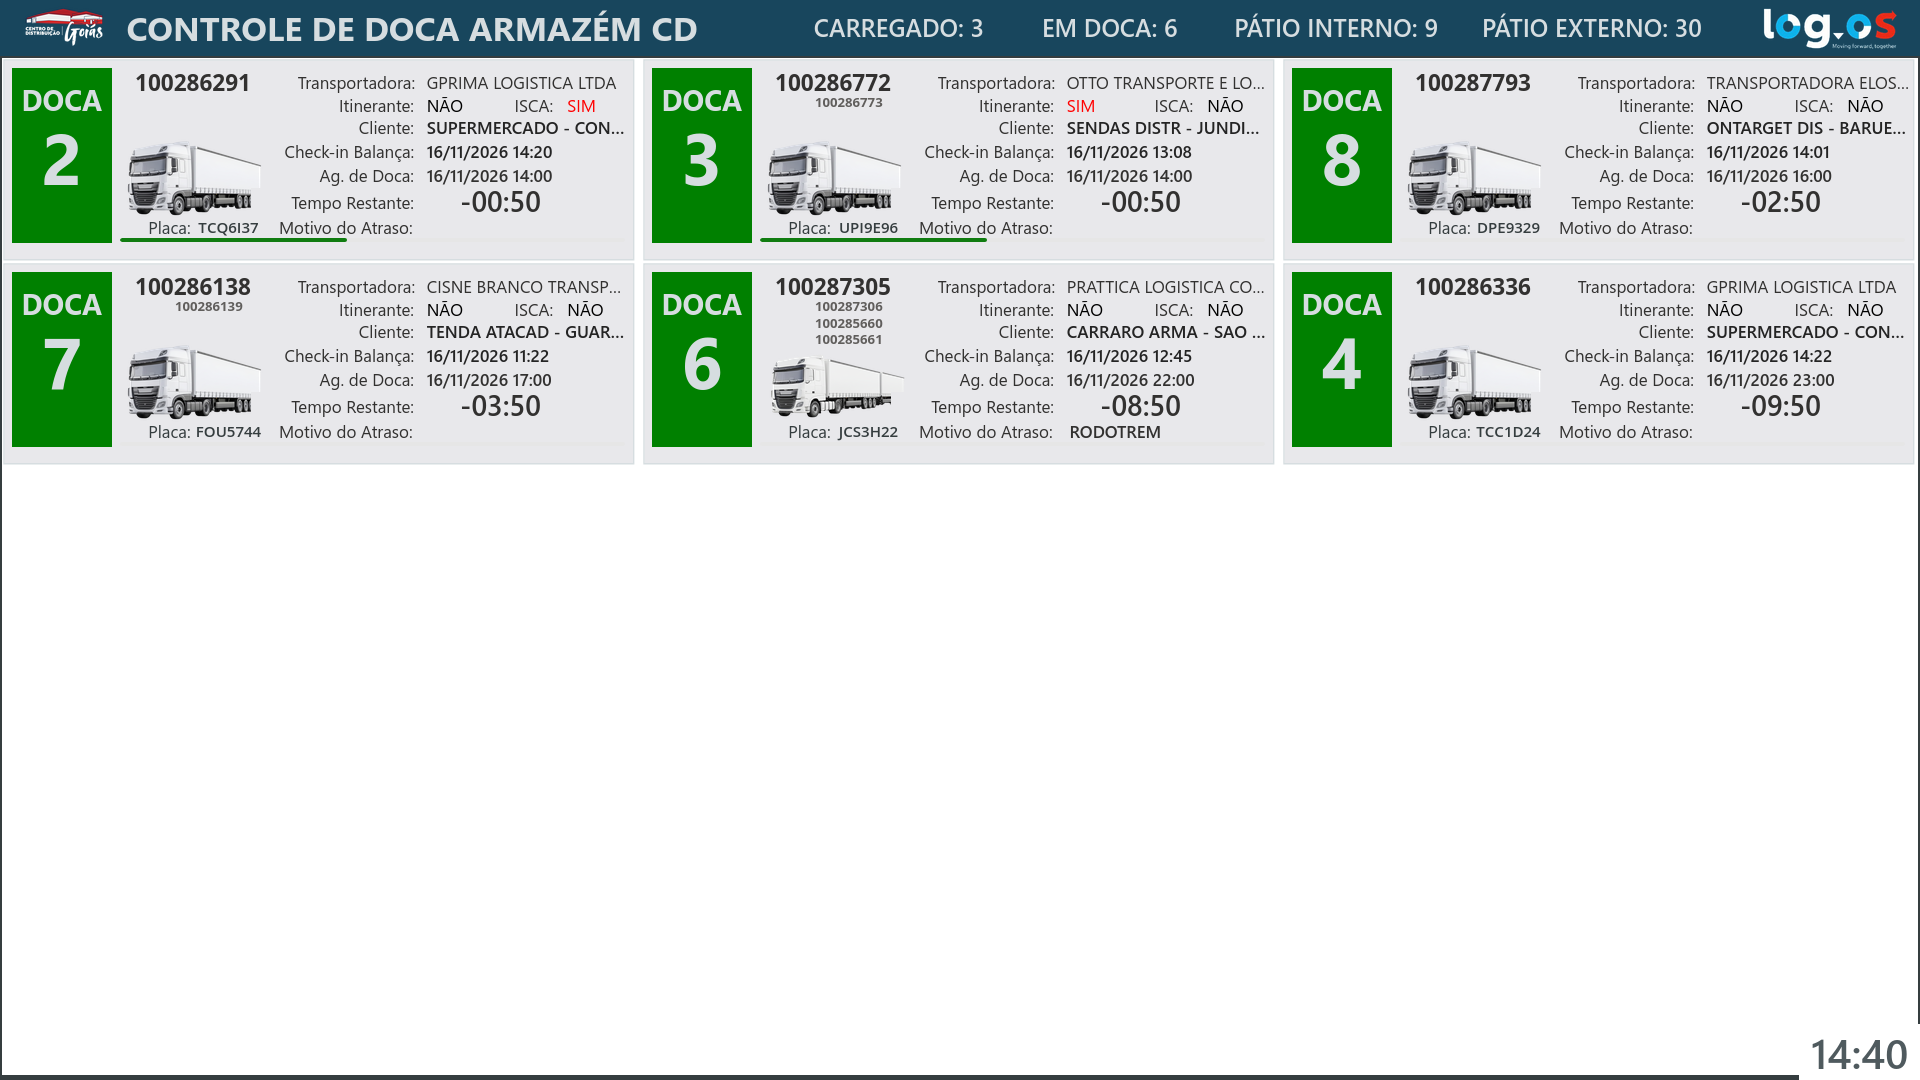 CENTRO DE DISTRIBUIÇÃO Goiás
CONTROLE DE DOCA ARMAZÉM CD
CARREGADO: 3
EM DOCA: 6
PÁTIO INTERNO: 9
PÁTIO EXTERNO: 30
log.os
Moving forward, together
DOCA
2
100286291
Placa: TCQ6I37
Transportadora: GPRIMA LOGISTICA LTDA
Itinerante: NÃO ISCA: SIM
Cliente: SUPERMERCADO - CON...
Check-in Balança: 16/11/2026 14:20
Ag. de Doca: 16/11/2026 14:00
Tempo Restante: -00:50
Motivo do Atraso:
DOCA
3
100286772
100286773
Placa: UPI9E96
Transportadora: OTTO TRANSPORTE E LO...
Itinerante: SIM ISCA: NÃO
Cliente: SENDAS DISTR - JUNDI...
Check-in Balança: 16/11/2026 13:08
Ag. de Doca: 16/11/2026 14:00
Tempo Restante: -00:50
Motivo do Atraso:
DOCA
8
100287793
Placa: DPE9329
Transportadora: TRANSPORTADORA ELOS...
Itinerante: NÃO ISCA: NÃO
Cliente: ONTARGET DIS - BARUE...
Check-in Balança: 16/11/2026 14:01
Ag. de Doca: 16/11/2026 16:00
Tempo Restante: -02:50
Motivo do Atraso:
DOCA
7
100286138
100286139
Placa: FOU5744
Transportadora: CISNE BRANCO TRANSP...
Itinerante: NÃO ISCA: NÃO
Cliente: TENDA ATACAD - GUAR...
Check-in Balança: 16/11/2026 11:22
Ag. de Doca: 16/11/2026 17:00
Tempo Restante: -03:50
Motivo do Atraso:
DOCA
6
100287305
100287306
100285660
100285661
Placa: JCS3H22
Transportadora: PRATTICA LOGISTICA CO...
Itinerante: NÃO ISCA: NÃO
Cliente: CARRARO ARMA - SAO ...
Check-in Balança: 16/11/2026 12:45
Ag. de Doca: 16/11/2026 22:00
Tempo Restante: -08:50
Motivo do Atraso: RODOTREM
DOCA
4
100286336
Placa: TCC1D24
Transportadora: GPRIMA LOGISTICA LTDA
Itinerante: NÃO ISCA: NÃO
Cliente: SUPERMERCADO - CON...
Check-in Balança: 16/11/2026 14:22
Ag. de Doca: 16/11/2026 23:00
Tempo Restante: -09:50
Motivo do Atraso:
14:40